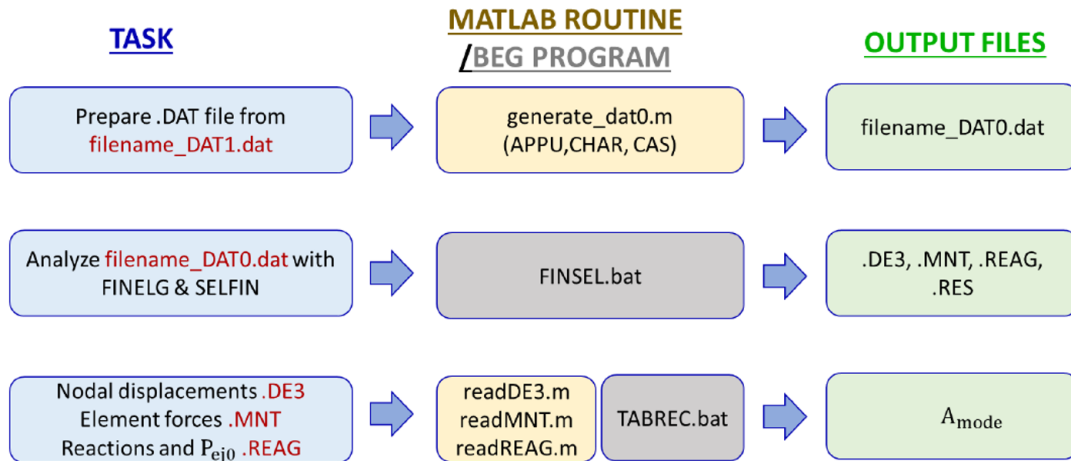 TASK
MATLAB ROUTINE
/BEG PROGRAM
OUTPUT FILES
Prepare .DAT file from
filename_DAT1.dat
generate_dat0.m
(APPU,CHAR, CAS)
filename_DAT0.dat
Analyze filename_DAT0.dat with
FINELG & SELFIN
FINSEL.bat
.DE3, .MNT, .REAG,
.RES
Nodal displacements .DE3
Element forces .MNT
Reactions and Pej0 .REAG
readDE3.m
readMNT.m
readREAG.m
TABREC.bat
Amode